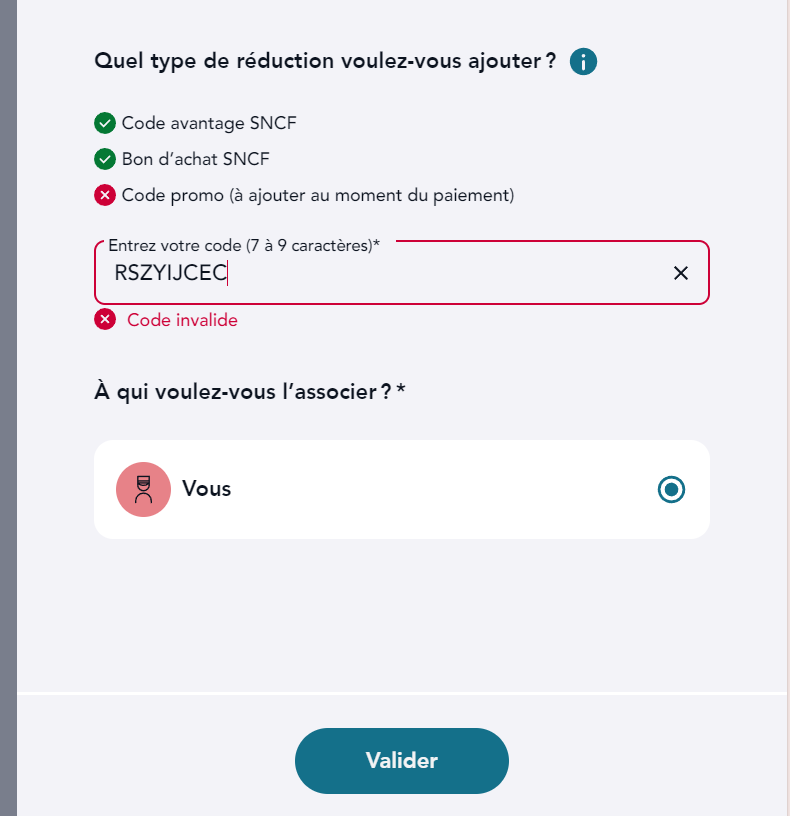 Quel type de réduction voulez-vous ajouter ?
Code avantage SNCF
Bon d’achat SNCF
Code promo (à ajouter au moment du paiement)
Entrez votre code (7 à 9 caractères)*
RSZYIJCEC
Code invalide
À qui voulez-vous l’associer ? *
Vous
Valider